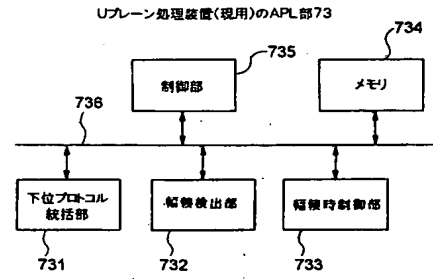 Uプレーン処理装置(現用)のAPL部73
735
734
制御部
メモリ
736
下位プロトコル
統括部
輻輳検出部
輻輳時制御部
731
732
733